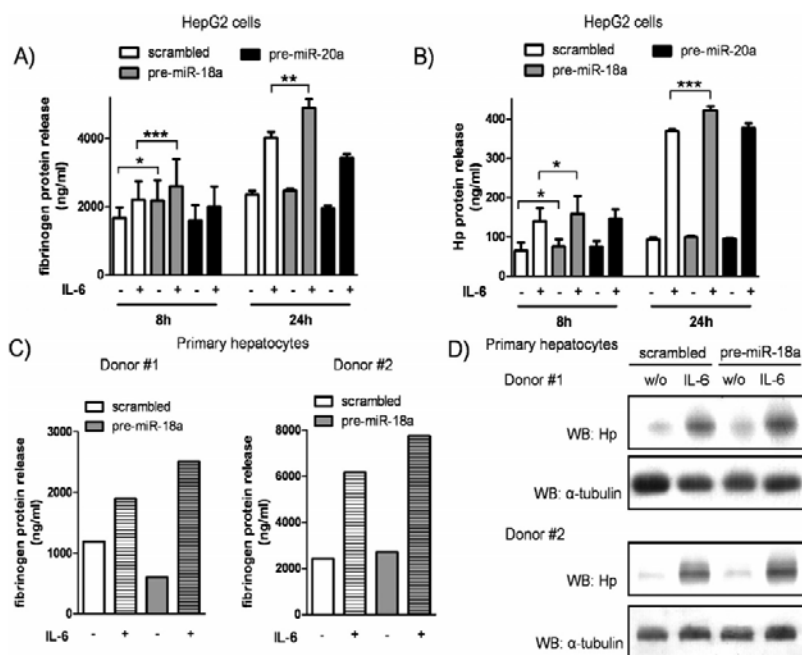 HepG2 cells
A)
scrambled
pre-miR-18a
pre-miR-20a
fibrinogen protein release
(ng/ml)
4000
2000
0
*
***
**
IL-6 - + - + - + - + - + - +
8h 24h
HepG2 cells
B)
scrambled
pre-miR-18a
pre-miR-20a
Hp protein release
(ng/ml)
400
300
200
100
0
*
*
***
IL-6 - + - + - + - + - + - +
8h 24h
C) Primary hepatocytes
Donor #1
fibrinogen protein release
(ng/ml)
3000
2000
1000
0
IL-6 - + - +
Donor #2
scrambled
pre-miR-18a
fibrinogen protein release
(ng/ml)
8000
6000
4000
2000
0
IL-6 - + - +
scrambled
pre-miR-18a
D) Primary hepatocytes
scrambled pre-miR-18a
Donor #1 w/o IL-6 w/o IL-6
WB: Hp
WB: α-tubulin
Donor #2
WB: Hp
WB: α-tubulin